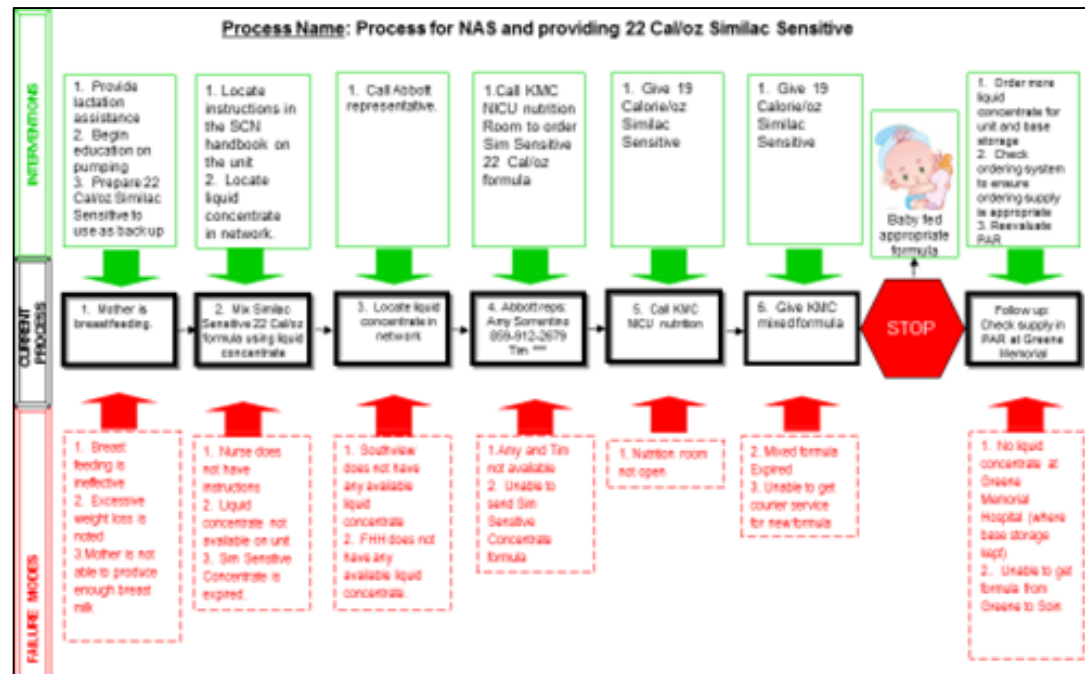 Process Name: Process for NAS and providing 22 Cal/oz Similac Sensitive
INTERVENTIONS
1. Provide
lactation
assistance
2. Begin
education on
pumping
3. Prepare 22
Cal/oz Similac
Sensitive to
use as back up
1. Locate
instructions in
the SCN
handbook on
the unit
2. Locate
liquid
concentrate
in network.
1. Call Abbott
representative.
1.Call KMC
NICU nutrition
Room to order
Sim Sensitive
22 Cal/oz
formula
1. Give 19
Calorie/oz
Similac
Sensitive
1. Give 19
Calorie/oz
Similac
Sensitive
Baby fed
appropriate
formula
1. Order more
liquid
concentrate for
unit and base
storage
2. Check
ordering system
to ensure
ordering supply
is appropriate
3. Reevaluate
PAR
CURRENT
PROCESS
1. Mother is
breastfeeding.
2. Mix Similac
Sensitive 22 Cal/oz
formula using liquid
concentrate
3. Locate liquid
concentrate in
network
4. Abbott reps:
Amy Sorrentino
859-912-2679
Tim ***
5. Call KMC
NICU nutrition
6. Give KMC
mixed formula
STOP
Follow up:
Check supply in
PAR at Greene
Memorial
FAILURE MODES
1. Breast
feeding is
ineffective
2. Excessive
weight loss is
noted
3.Mother is not
able to produce
enough breast
milk
1. Nurse does
not have
instructions
2. Liquid
concentrate not
available on unit
3. Sim Sensitive
Concentrate is
expired.
1. Southview
does not have
any available
liquid
concentrate
2. FHH does not
have any
available liquid
concentrate.
1.Amy and Tim
not available
2. Unable to
send Sim
Sensitive
Concentrate
formula
1. Nutrition room
not open
2. Mixed formula
Expired
3. Unable to get
courier service
for new formula
1. No liquid
concentrate at
Greene
Memorial
Hospital (where
base storage
kept)
2. Unable to get
formula from
Greene to Soin